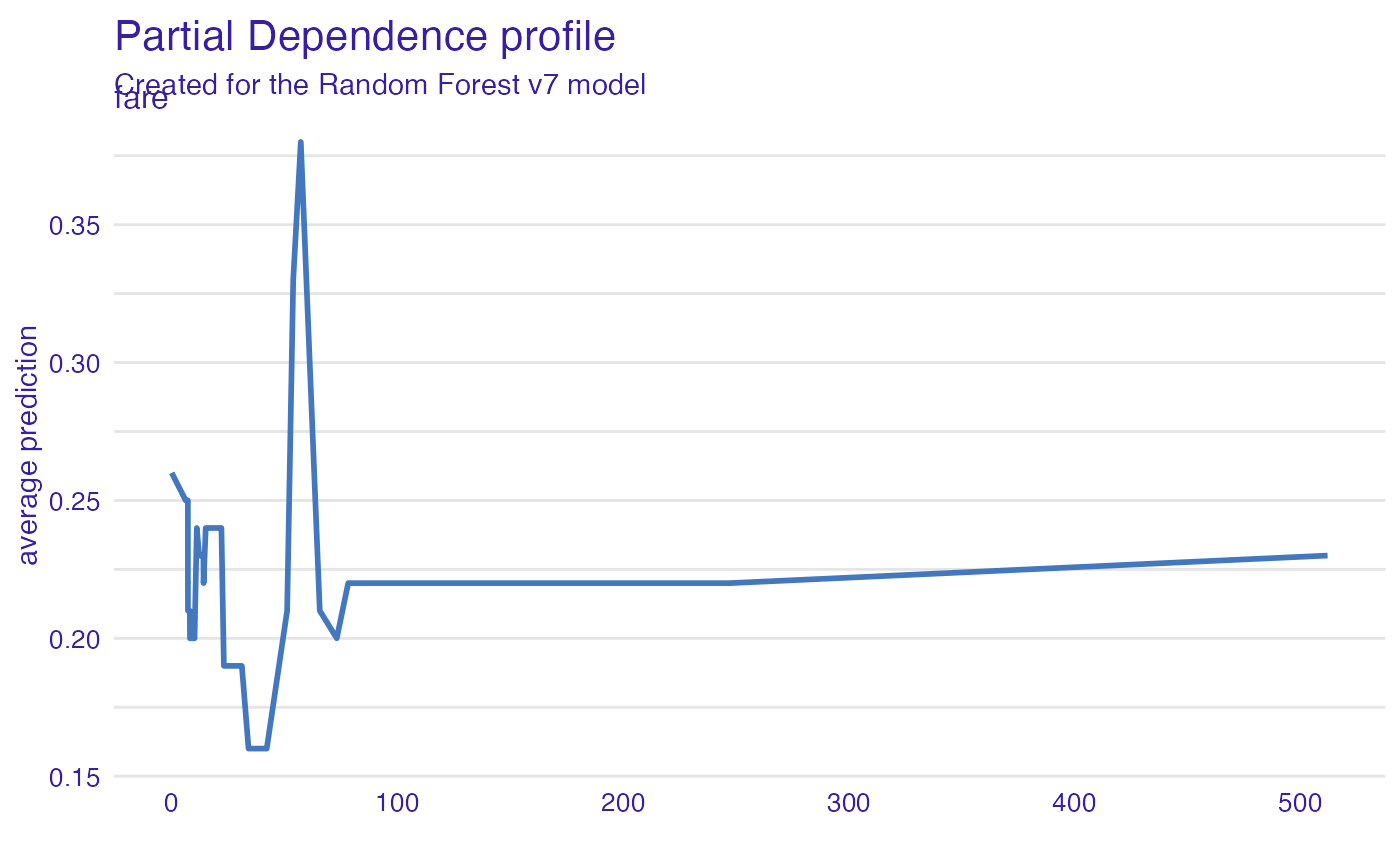 Partial Dependence profile
Created for the Random Forest v7 model
fare
average prediction
0.35
0.30
0.25
0.20
0.15
0 100 200 300 400 500